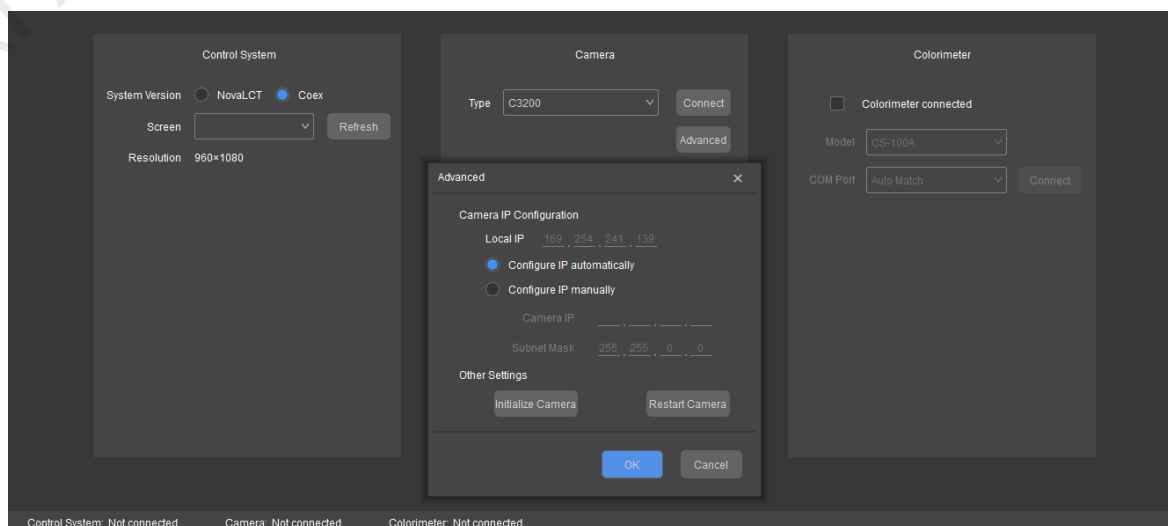 Control System
System Version NovaLCT Coex
Screen Refresh
Resolution 960×1080
Camera
Type C3200 Connect
Advanced
Colorimeter
Colorimeter connected
Model CS-100A
COM Port Auto Match Connect
Advanced
Camera IP Configuration
Local IP 169 . 254 . 241 . 139
Configure IP automatically
Configure IP manually
Camera IP . . .
Subnet Mask 255 . 255 . 0 . 0
Other Settings
Initialize Camera Restart Camera
OK Cancel
Control System: Not connected Camera: Not connected Colorimeter: Not connected